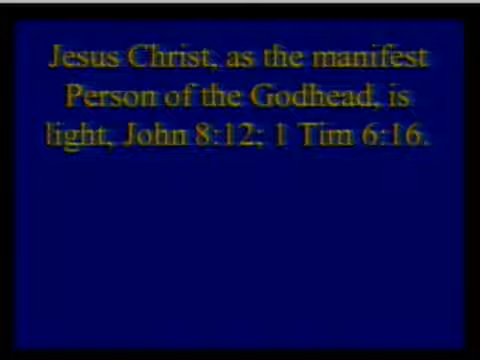 Jesus Christ, as the manifest
Person of the Godhead, is
light, John 8:12; 1 Tim 6:16.